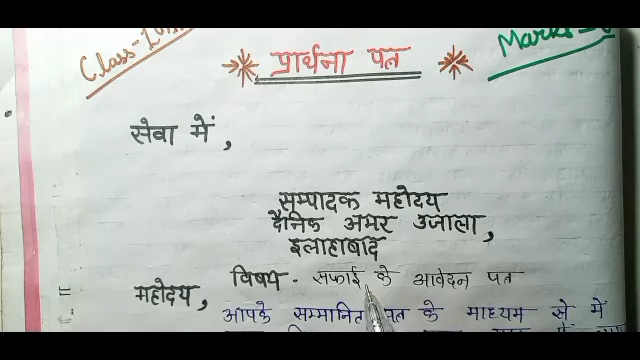 Class-10th
Marks-
प्रार्थना पत्र
सेवा में,
सम्पादक महोदय
दैनिक अमर उजाला,
इलाहाबाद
विषय - सफाई के आवेदन पत
महोदय,
आपके सम्मानित पत के माध्यम से में